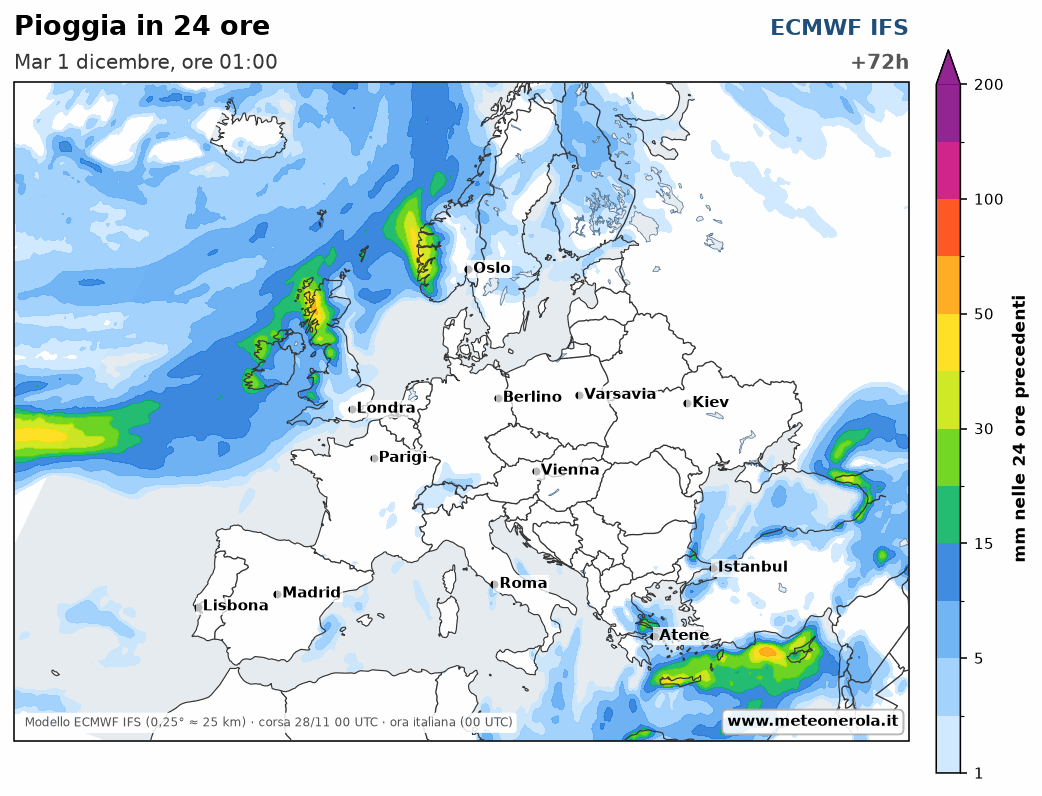 Pioggia in 24 ore
ECMWF IFS
Mar 1 dicembre, ore 01:00
+72h
200
100
50
30
15
5
1
mm nelle 24 ore precedenti
Oslo
Berlino
Varsavia
Kiev
Londra
Parigi
Vienna
Istanbul
Roma
Madrid
Lisbona
Atene
Modello ECMWF IFS (0,25° ≈ 25 km) · corsa 28/11 00 UTC · ora italiana (00 UTC)
www.meteonerola.it